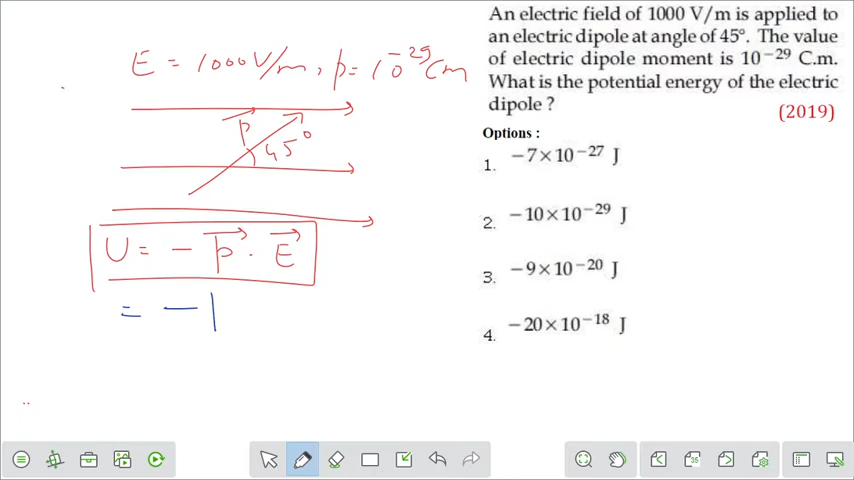 E = 1000 V/m, p = 10⁻²⁹ Cm
p
45°
U = - p . E
= - |
An electric field of 1000 V/m is applied to
an electric dipole at angle of 45°. The value
of electric dipole moment is 10⁻²⁹ C.m.
What is the potential energy of the electric
dipole ?
(2019)
Options :
1. −7×10⁻²⁷ J
2. −10×10⁻²⁹ J
3. −9×10⁻²⁰ J
4. −20×10⁻¹⁸ J
35